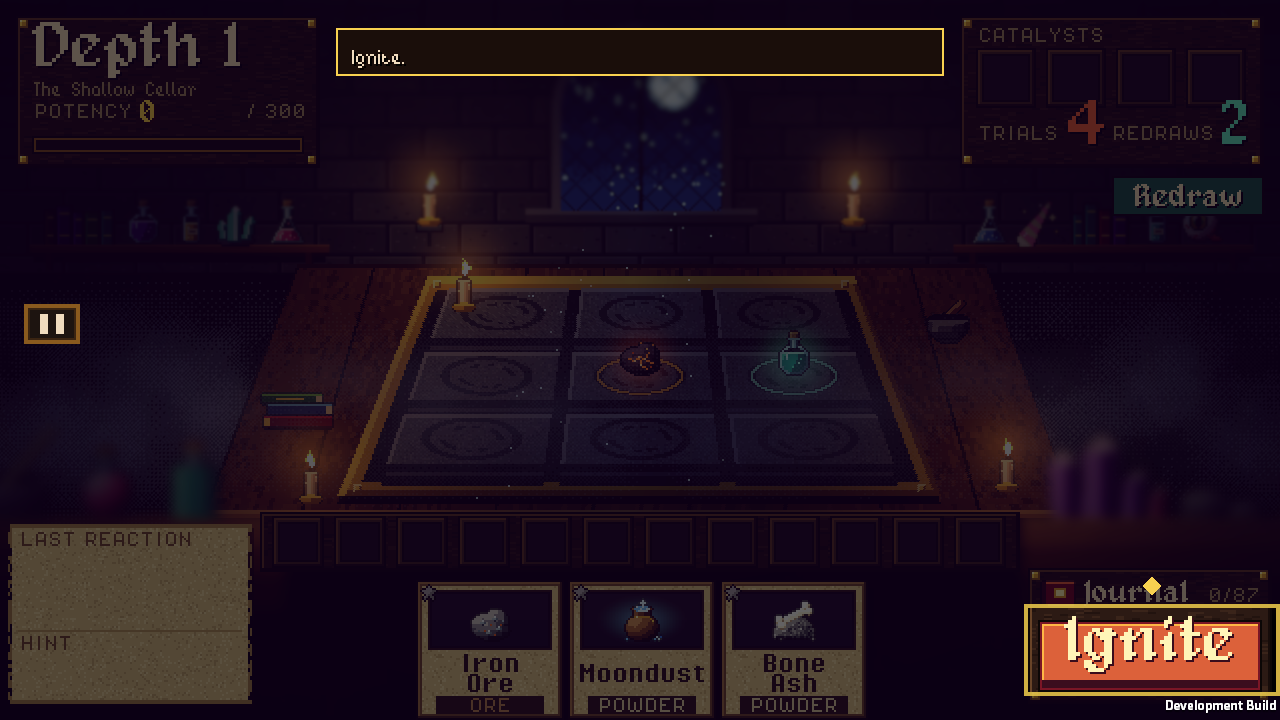 Depth 1
The Shallow Cellar
POTENCY 0 / 300
Ignite.
CATALYSTS
TRIALS 4 REDRAWS 2
Redraw
LAST REACTION
HINT
Iron
Ore
ORE
Moondust
POWDER
Bone
Ash
POWDER
Journal 0/87
Ignite
Development Build